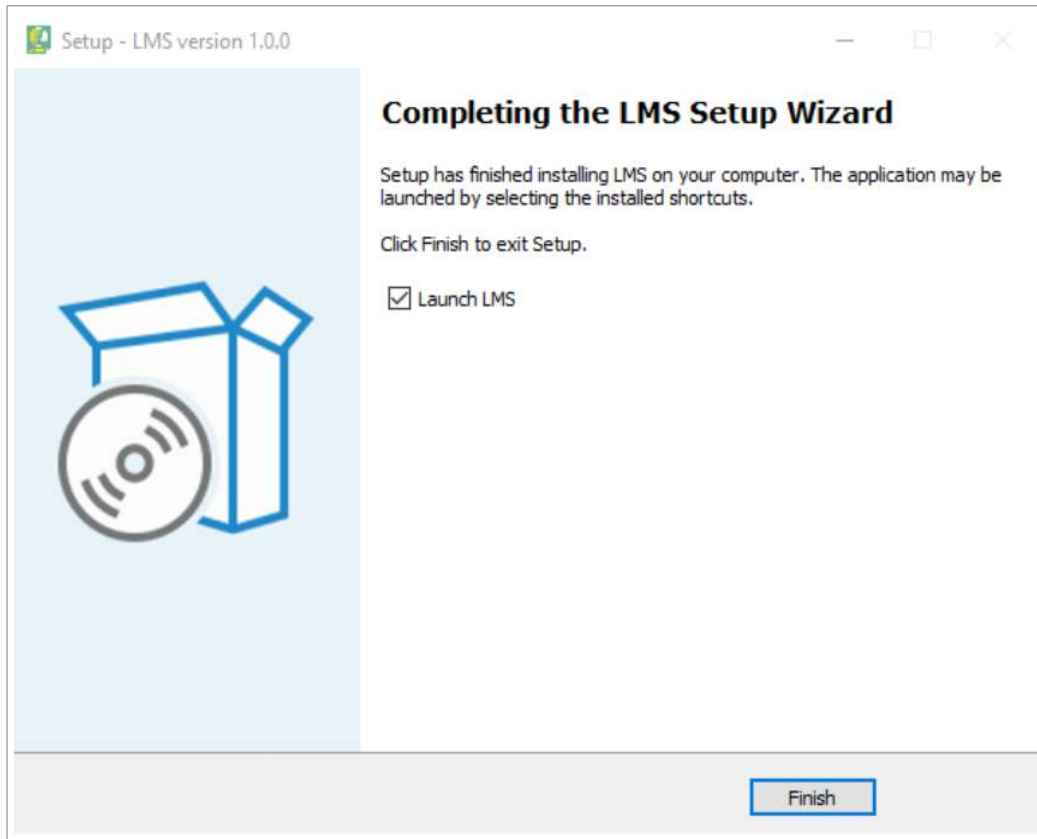 Setup - LMS version 1.0.0
Completing the LMS Setup Wizard
Setup has finished installing LMS on your computer. The application may be
launched by selecting the installed shortcuts.
Click Finish to exit Setup.
Launch LMS
Finish